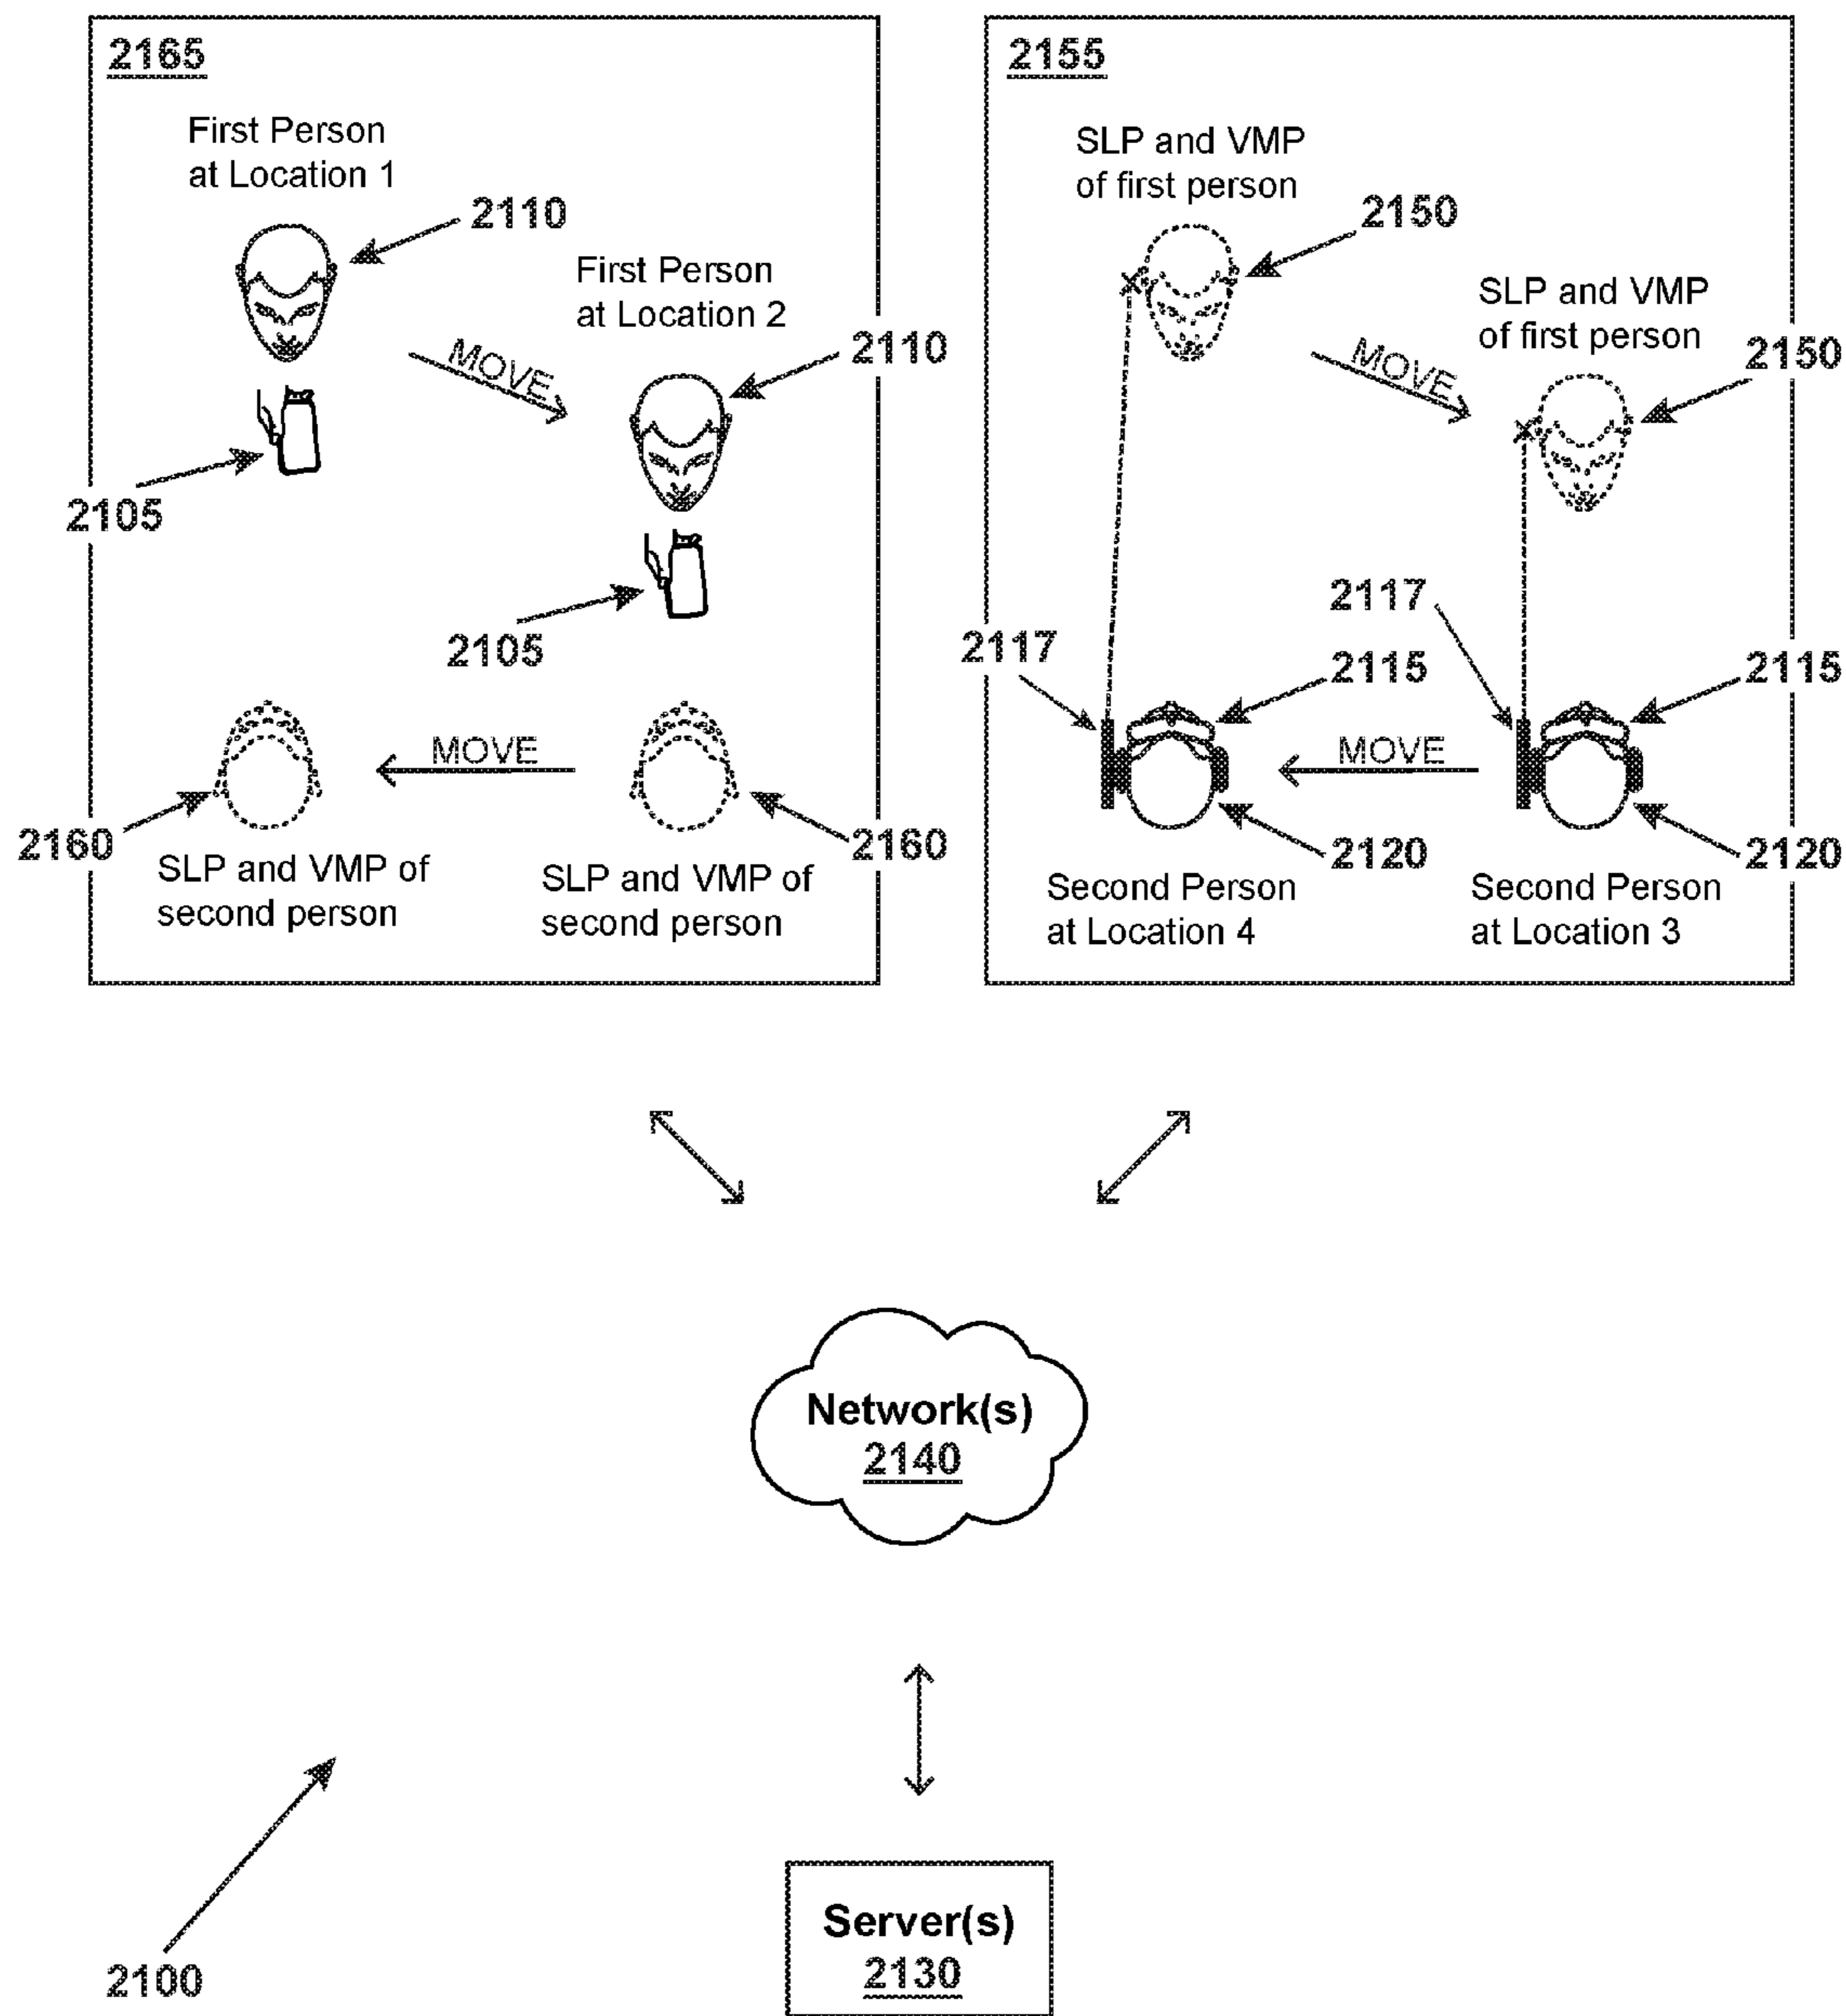 2165
First Person
at Location 1
2110
First Person
at Location 2
2110
MOVE
2105
2105
MOVE
2160
2160
SLP and VMP of
second person
SLP and VMP of
second person
2155
SLP and VMP
of first person
2150
SLP and VMP
of first person
2150
MOVE
2117
2117
2115
2115
MOVE
2120
2120
Second Person
at Location 4
Second Person
at Location 3
Network(s)
2140
2100
Server(s)
2130